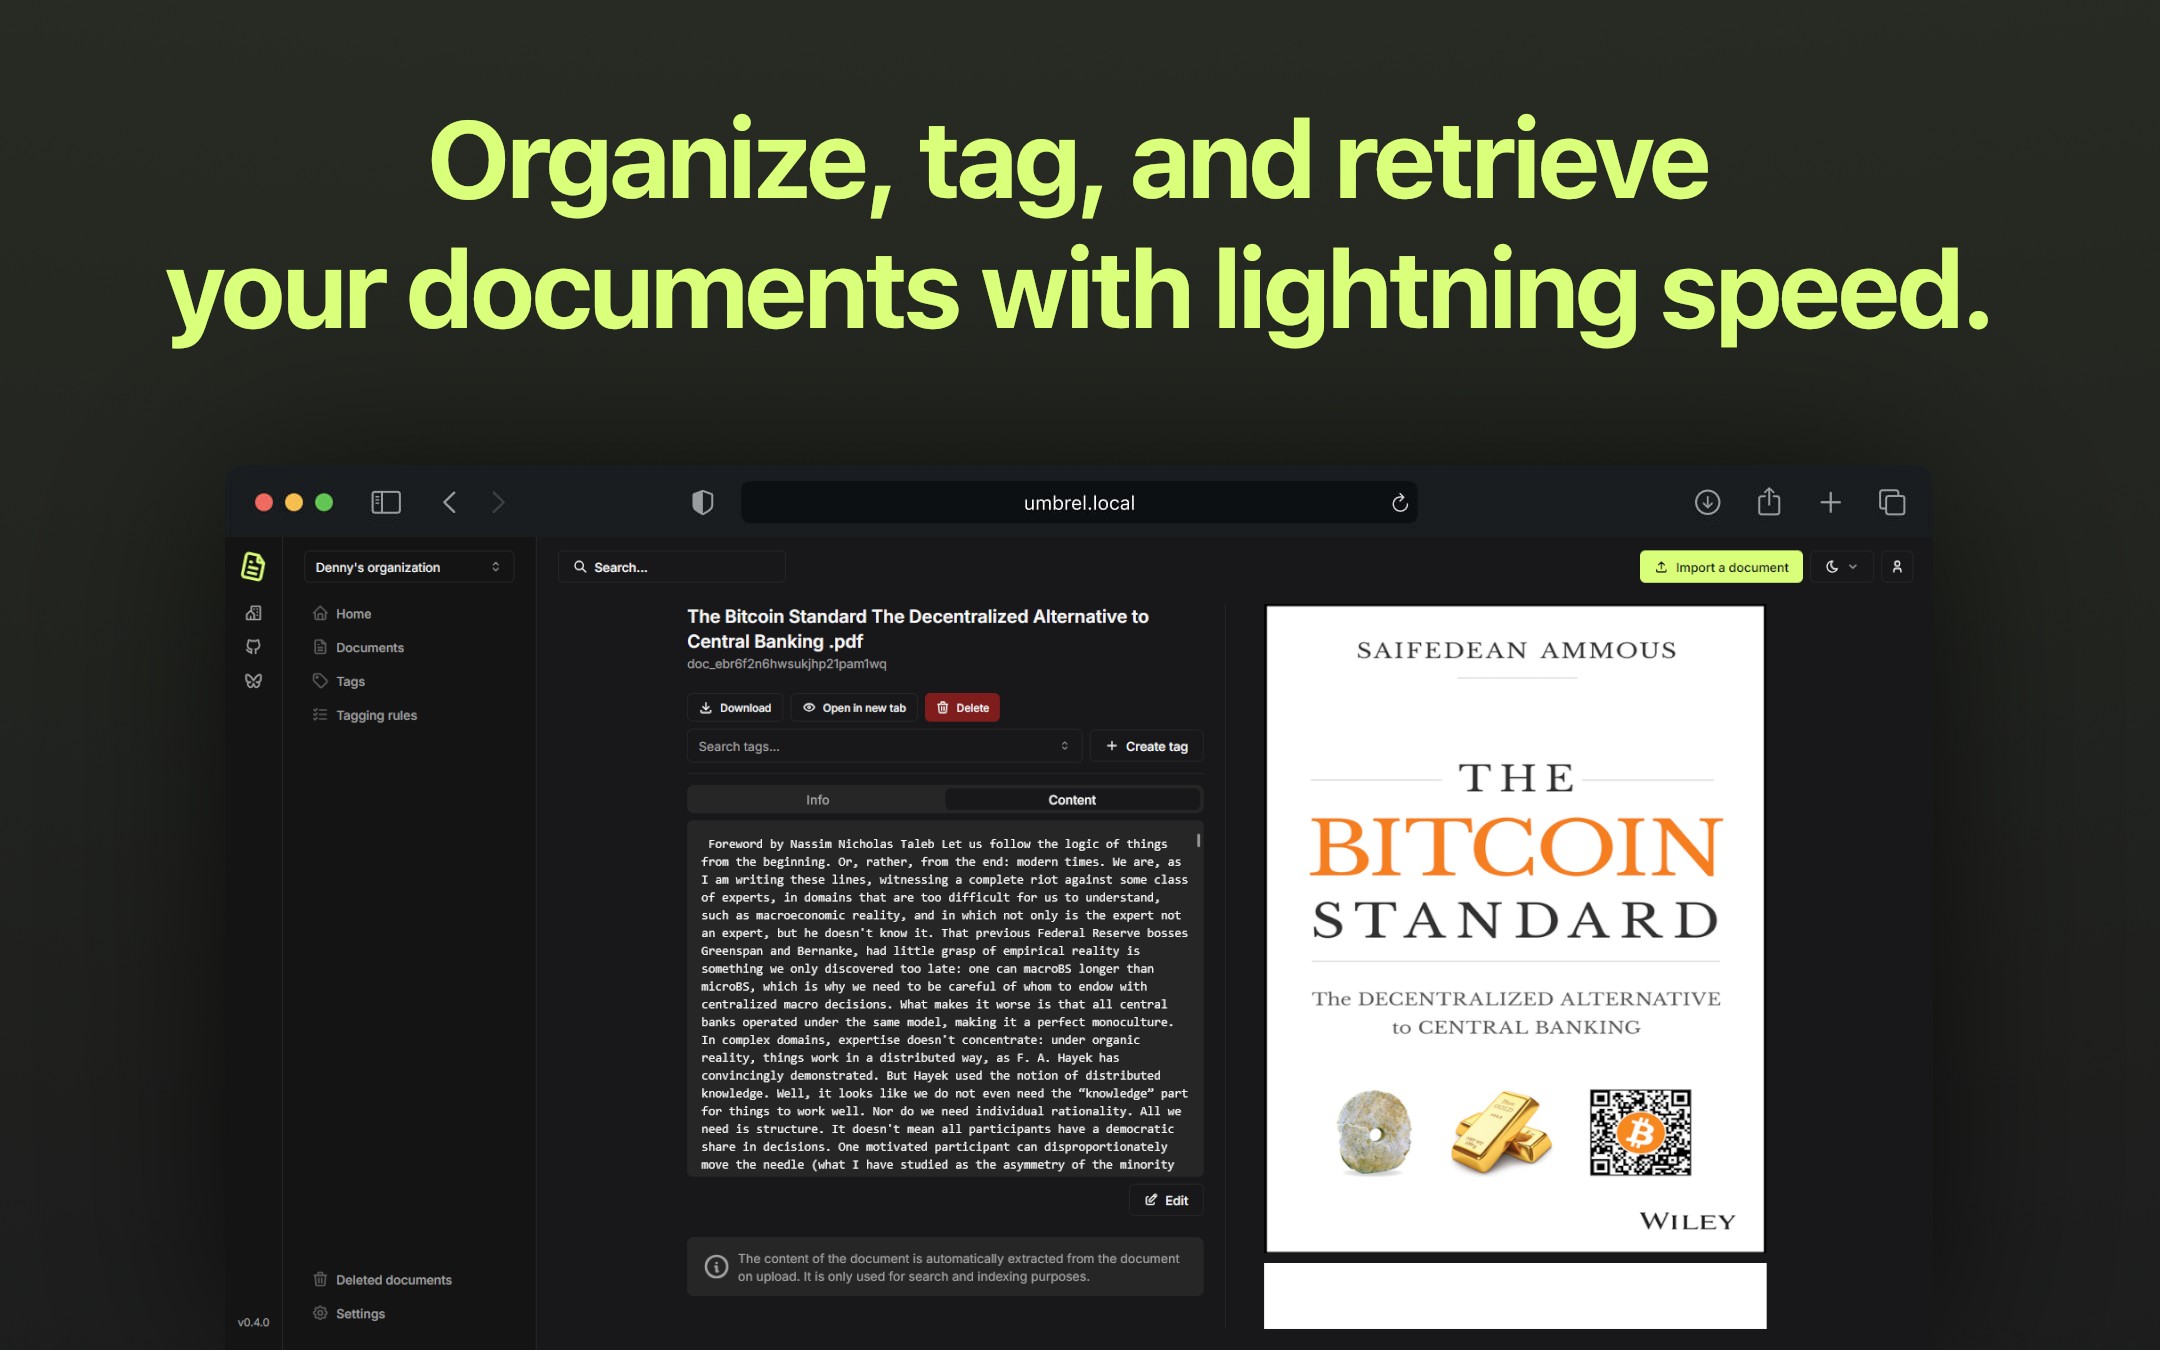 Organize, tag, and retrieve
your documents with lightning speed.
umbrel.local
Denny's organization
Search...
Import a document
Home
Documents
Tags
Tagging rules
Deleted documents
Settings
v0.4.0
The Bitcoin Standard The Decentralized Alternative to
Central Banking .pdf
doc_ebr6f2n6hwsukjhp21pam1wq
Download
Open in new tab
Delete
Search tags...
Create tag
Info
Content
Foreword by Nassim Nicholas Taleb Let us follow the logic of things
from the beginning. Or, rather, from the end: modern times. We are, as
I am writing these lines, witnessing a complete riot against some class
of experts, in domains that are too difficult for us to understand,
such as macroeconomic reality, and in which not only is the expert not
an expert, but he doesn't know it. That previous Federal Reserve bosses
Greenspan and Bernanke, had little grasp of empirical reality is
something we only discovered too late: one can macroBS longer than
microBS, which is why we need to be careful of whom to endow with
centralized macro decisions. What makes it worse is that all central
banks operated under the same model, making it a perfect monoculture.
In complex domains, expertise doesn't concentrate: under organic
reality, things work in a distributed way, as F. A. Hayek has
convincingly demonstrated. But Hayek used the notion of distributed
knowledge. Well, it looks like we do not even need the “knowledge” part
for things to work well. Nor do we need individual rationality. All we
need is structure. It doesn't mean all participants have a democratic
share in decisions. One motivated participant can disproportionately
move the needle (what I have studied as the asymmetry of the minority
Edit
The content of the document is automatically extracted from the document
on upload. It is only used for search and indexing purposes.
SAIFEDEAN AMMOUS
THE
BITCOIN
STANDARD
The DECENTRALIZED ALTERNATIVE
to CENTRAL BANKING
WILEY